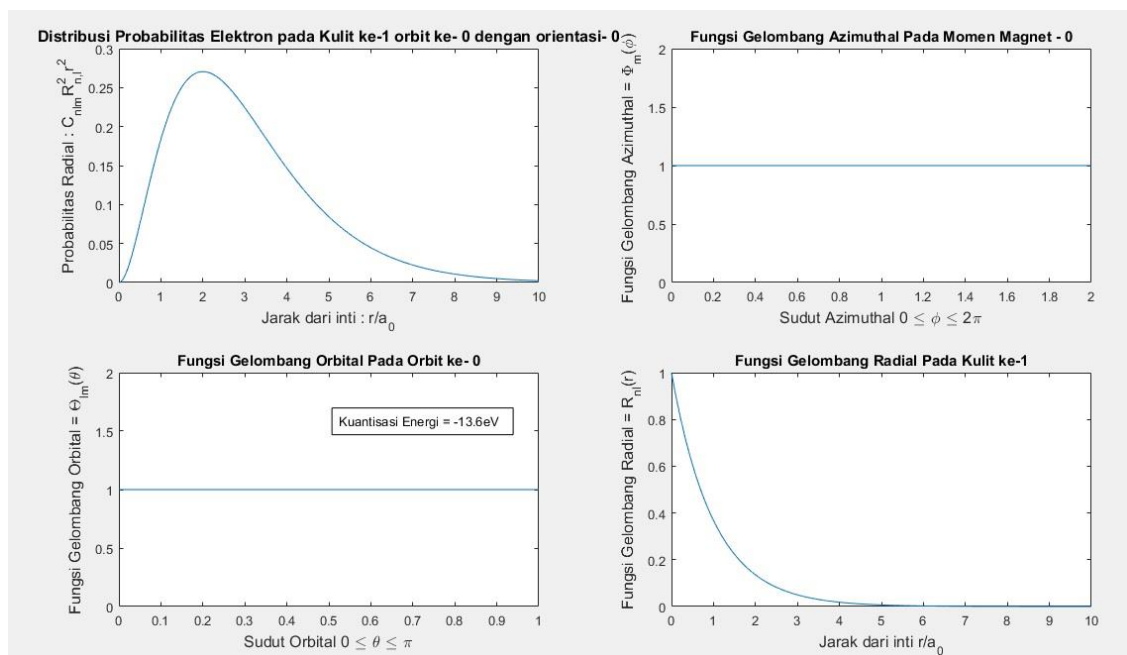 Distribusi Probabilitas Elektron pada Kulit ke-1 orbit ke- 0 dengan orientasi- 0
Probabilitas Radial : C_nlm R²_n,l r²
0.3
0.25
0.2
0.15
0.1
0.05
0
0 1 2 3 4 5 6 7 8 9 10
Jarak dari inti : r/a₀
Fungsi Gelombang Azimuthal Pada Momen Magnet - 0
Fungsi Gelombang Azimuthal = Φ_m(ϕ)
2
1.5
1
0.5
0
0 0.2 0.4 0.6 0.8 1 1.2 1.4 1.6 1.8 2
Sudut Azimuthal 0 ≤ ϕ ≤ 2π
Fungsi Gelombang Orbital Pada Orbit ke- 0
Fungsi Gelombang Orbital = Θ_lm(θ)
2
1.5
1
0.5
0
Kuantisasi Energi = -13.6eV
0 0.1 0.2 0.3 0.4 0.5 0.6 0.7 0.8 0.9 1
Sudut Orbital 0 ≤ θ ≤ π
Fungsi Gelombang Radial Pada Kulit ke-1
Fungsi Gelombang Radial = R_nl(r)
1
0.8
0.6
0.4
0.2
0
0 1 2 3 4 5 6 7 8 9 10
Jarak dari inti r/a₀